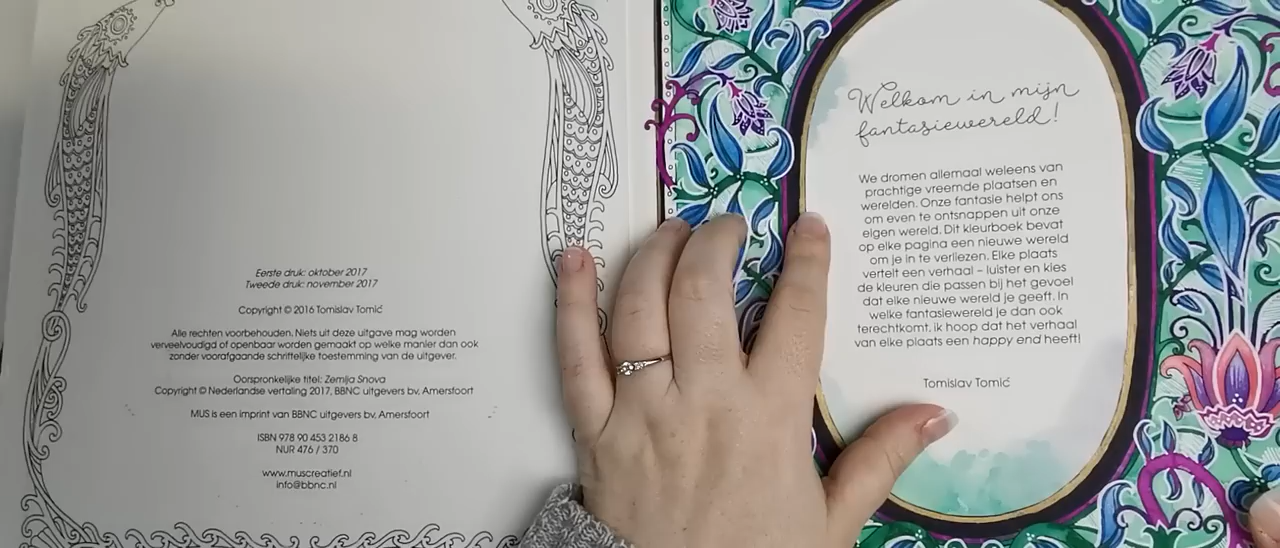 Eerste druk: oktober 2017
Tweede druk: november 2017
Copyright © 2016 Tomislav Tomić
Alle rechten voorbehouden. Niets uit deze uitgave mag worden
verveelvoudigd of openbaar worden gemaakt op welke manier dan ook
zonder voorafgaande schriftelijke toestemming van de uitgever.
Oorspronkelijke titel: Zemlja Snova
Copyright © Nederlandse vertaling 2017, BBNC uitgevers bv, Amersfoort
MUS is een imprint van BBNC uitgevers bv, Amersfoort
ISBN 978 90 453 2186 8
NUR 476 / 370
www.muscreatief.nl
info@bbnc.nl
Welkom in mijn
fantasiewereld!
We dromen allemaal weleens van
prachtige vreemde plaatsen en
werelden. Onze fantasie helpt ons
om even te ontsnappen uit onze
eigen wereld. Dit kleurboek bevat
op elke pagina een nieuwe wereld
om je in te verliezen. Elke plaats
vertelt een verhaal – luister en kies
de kleuren die passen bij het gevoel
dat elke nieuwe wereld je geeft. In
welke fantasiewereld je dan ook
terechtkomt, ik hoop dat het verhaal
van elke plaats een happy end heeft!
Tomislav Tomić